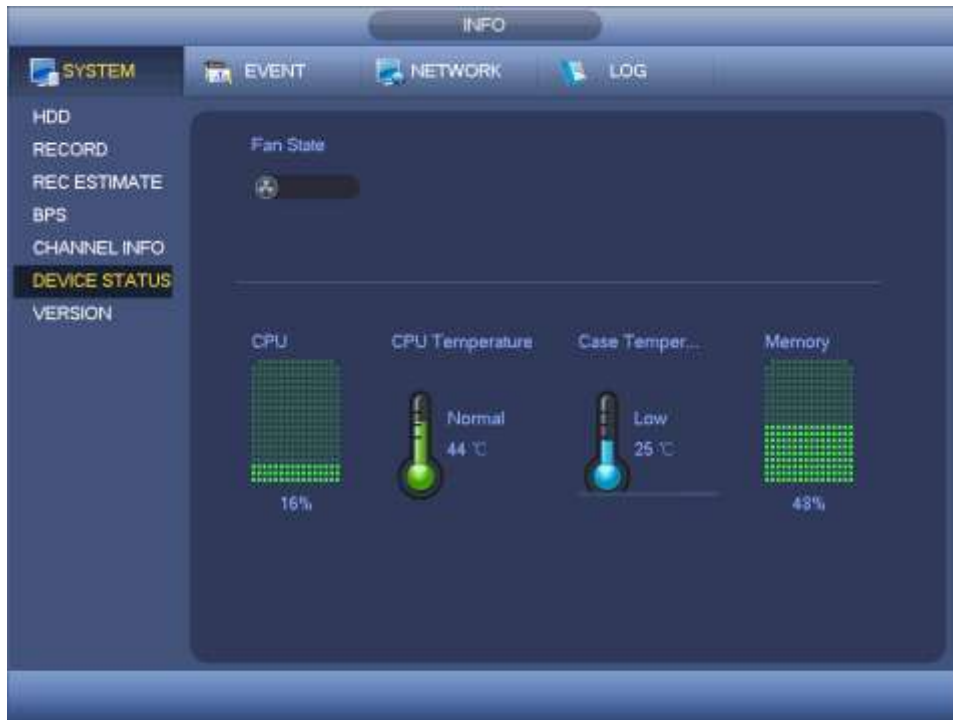 INFO
SYSTEM EVENT NETWORK LOG
HDD
RECORD
REC ESTIMATE
BPS
CHANNEL INFO
DEVICE STATUS
VERSION
Fan State
CPU CPU Temperature Case Temper... Memory
Normal Low
44 ℃ 25 ℃
16% 48%